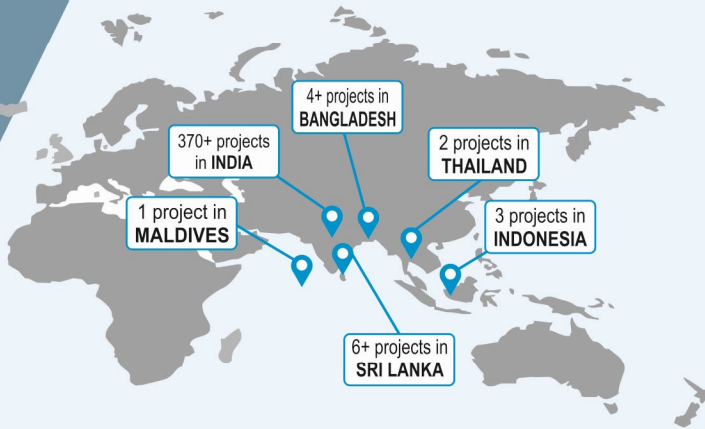 4+ projects in
BANGLADESH
370+ projects
in INDIA
2 projects in
THAILAND
1 project in
MALDIVES
3 projects in
INDONESIA
6+ projects in
SRI LANKA